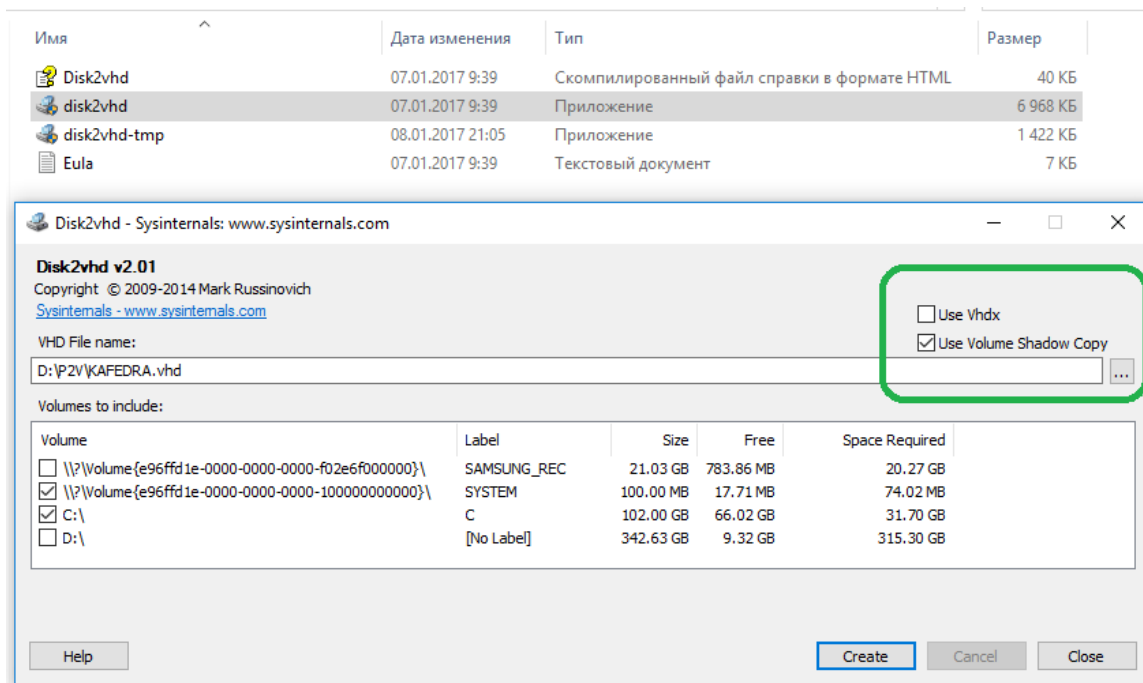 Имя Дата изменения Тип Размер
Disk2vhd 07.01.2017 9:39 Скомпилированный файл справки в формате HTML 40 КБ
disk2vhd 07.01.2017 9:39 Приложение 6 968 КБ
disk2vhd-tmp 08.01.2017 21:05 Приложение 1 422 КБ
Eula 07.01.2017 9:39 Текстовый документ 7 КБ
Disk2vhd - Sysinternals: www.sysinternals.com
Disk2vhd v2.01
Copyright © 2009-2014 Mark Russinovich
Sysinternals - www.sysinternals.com
Use Vhdx
VHD File name: Use Volume Shadow Copy
D:\P2V\KAFEDRA.vhd ...
Volumes to include:
Volume Label Size Free Space Required
\\?\Volume{e96ffd1e-0000-0000-0000-f02e6f000000}\ SAMSUNG_REC 21.03 GB 783.86 MB 20.27 GB
\\?\Volume{e96ffd1e-0000-0000-0000-100000000000}\ SYSTEM 100.00 MB 17.71 MB 74.02 MB
C:\ C 102.00 GB 66.02 GB 31.70 GB
D:\ [No Label] 342.63 GB 9.32 GB 315.30 GB
Help Create Cancel Close